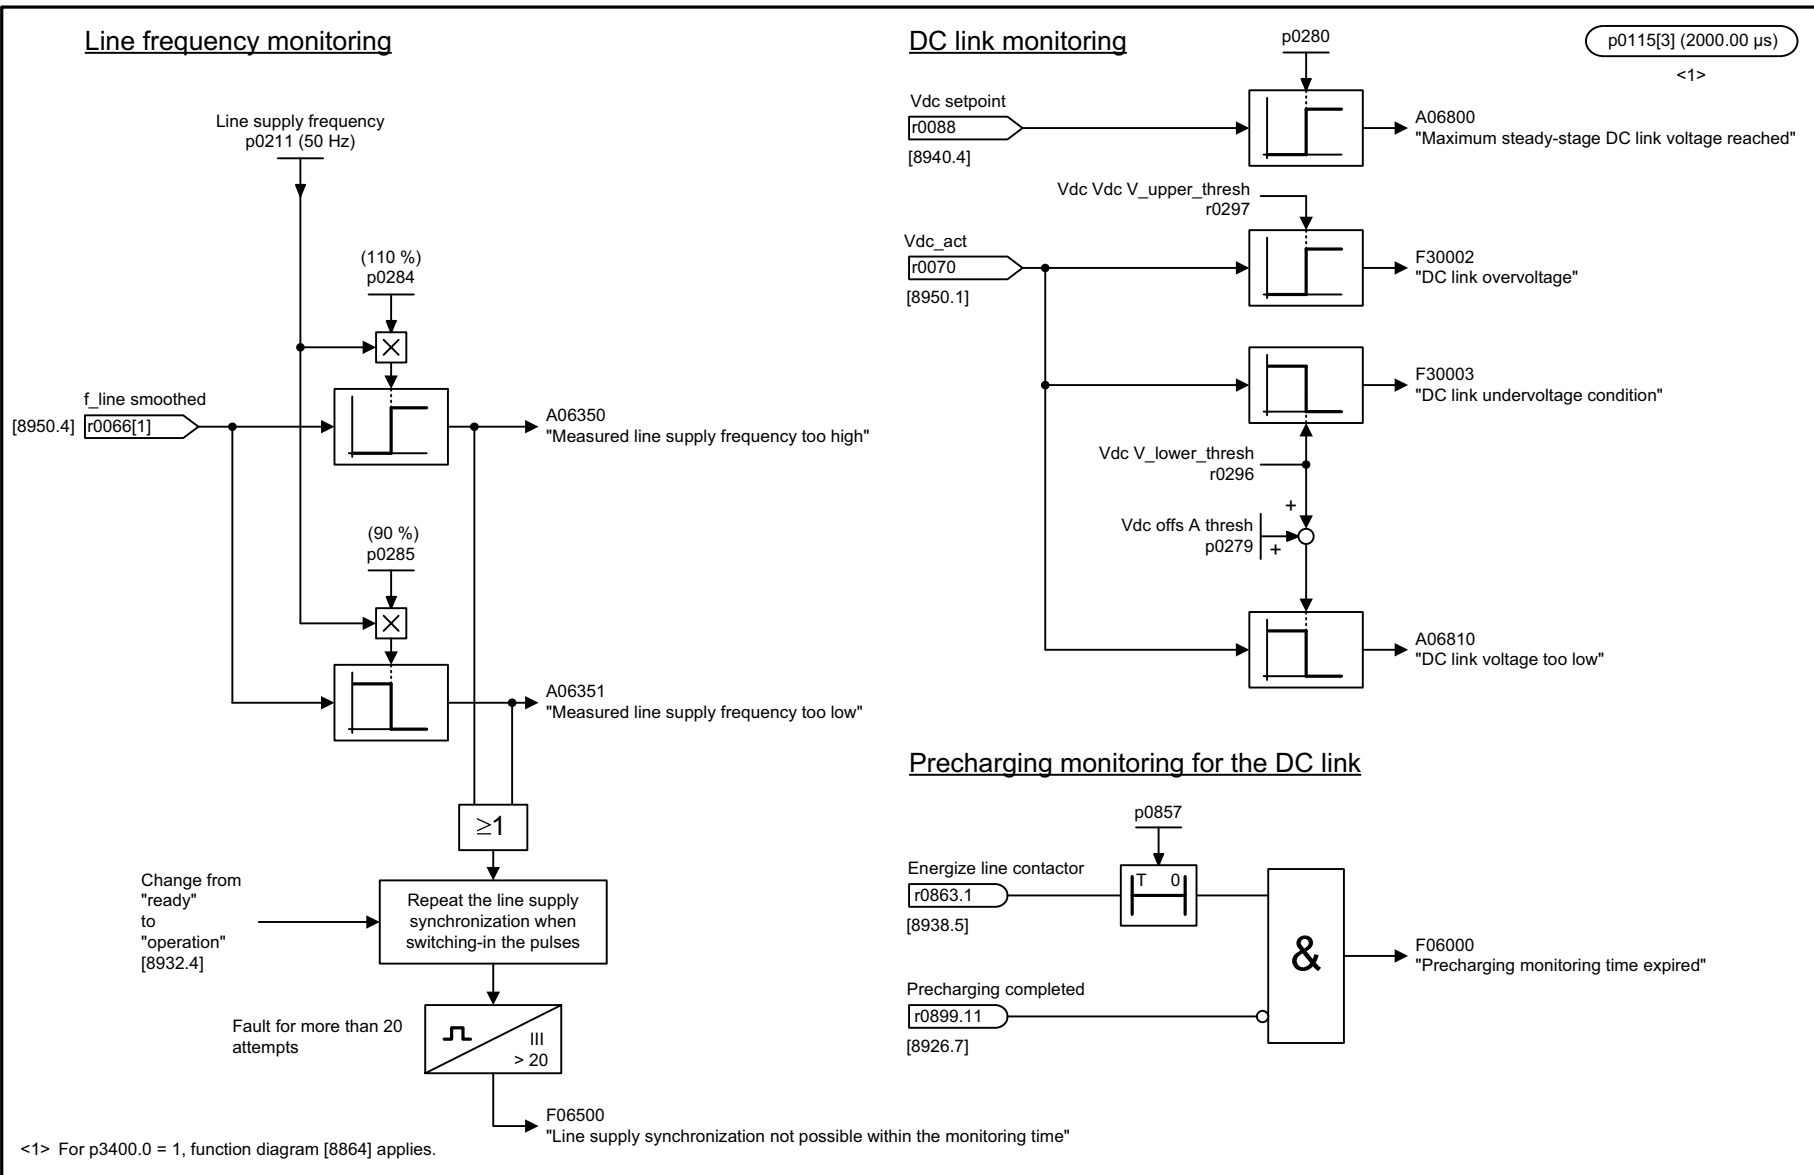 Line frequency monitoring
Line supply frequency
p0211 (50 Hz)
(110 %)
p0284
f_line smoothed
[8950.4]
r0066[1]
A06350
"Measured line supply frequency too high"
(90 %)
p0285
A06351
"Measured line supply frequency too low"
≥1
Change from
"ready"
to
"operation"
[8932.4]
Repeat the line supply
synchronization when
switching-in the pulses
Fault for more than 20
attempts
III
> 20
F06500
"Line supply synchronization not possible within the monitoring time"
<1> For p3400.0 = 1, function diagram [8864] applies.
DC link monitoring
p0280
p0115[3] (2000.00 µs)
<1>
Vdc setpoint
r0088
[8940.4]
A06800
"Maximum steady-stage DC link voltage reached"
Vdc Vdc V_upper_thresh
r0297
Vdc_act
r0070
[8950.1]
F30002
"DC link overvoltage"
F30003
"DC link undervoltage condition"
Vdc V_lower_thresh
r0296
+
Vdc offs A thresh
p0279
+
A06810
"DC link voltage too low"
Precharging monitoring for the DC link
p0857
Energize line contactor
r0863.1
[8938.5]
T 0
&
F06000
"Precharging monitoring time expired"
Precharging completed
r0899.11
[8926.7]